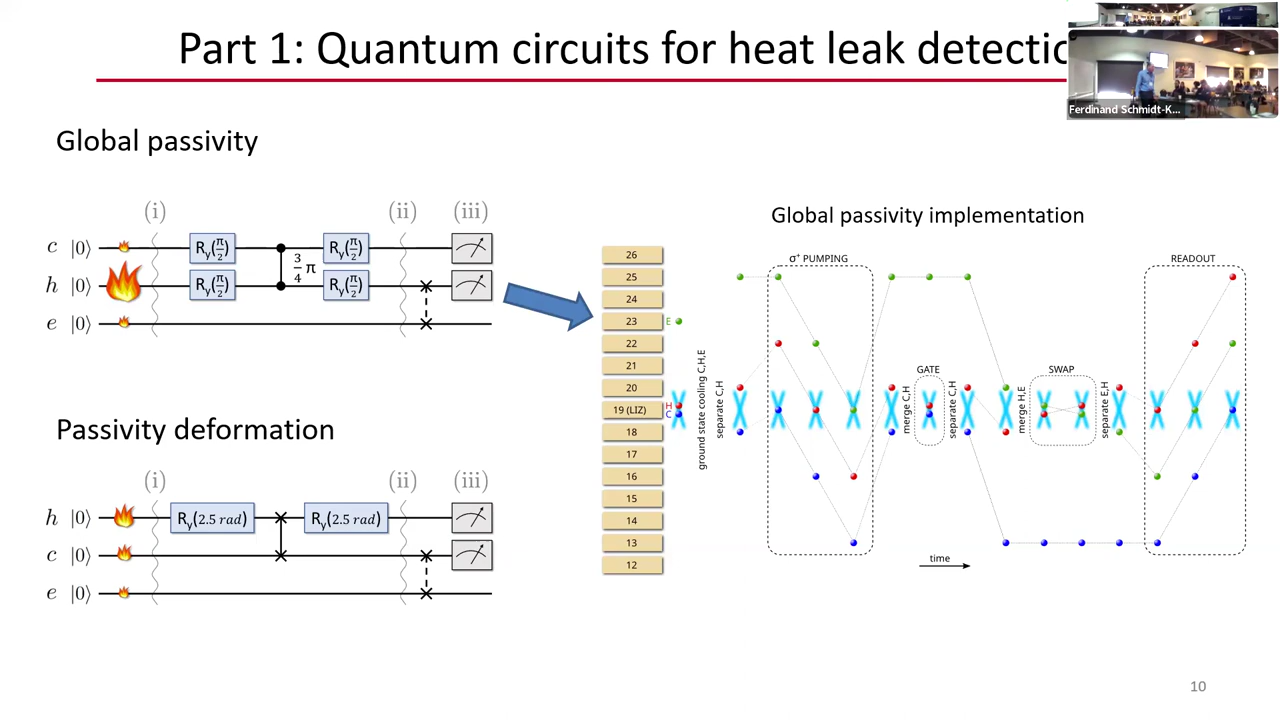 Part 1: Quantum circuits for heat leak detectio
Ferdinand Schmidt-K...
Global passivity
(i)
(ii)
(iii)
c |0⟩ R_y(π/2) R_y(π/2)
3/4 π
h |0⟩ R_y(π/2) R_y(π/2)
e |0⟩
Passivity deformation
(i)
(ii)
(iii)
h |0⟩ R_y(2.5 rad) R_y(2.5 rad)
c |0⟩
e |0⟩
Global passivity implementation
26
25
24
23
22
21
20
19 (LIZ)
18
17
16
15
14
13
12
E
H
C
ground state cooling C,H,E
separate C,H
σ⁺ PUMPING
merge C,H
GATE
separate C,H
merge H,E
SWAP
separate E,H
READOUT
time
10